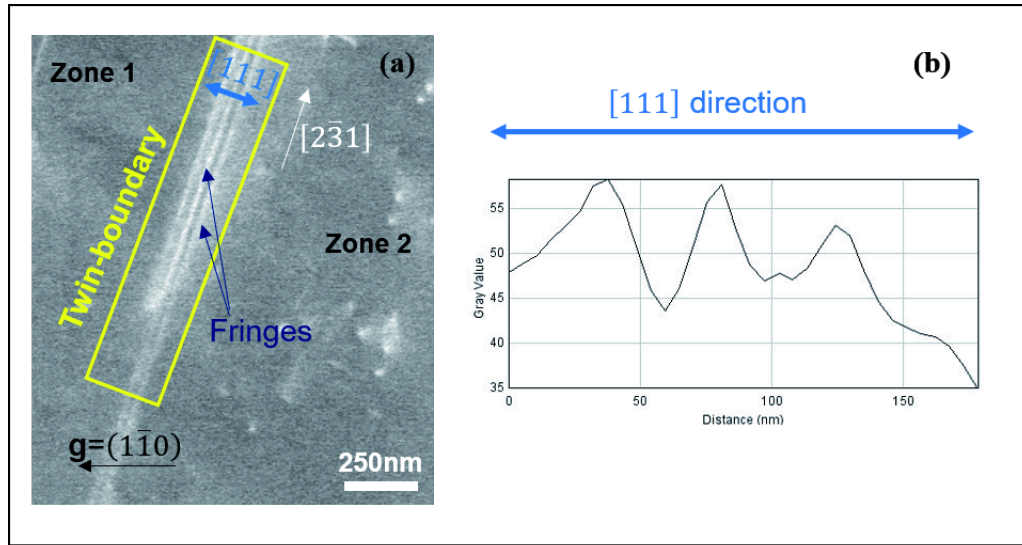 Zone 1
(a)
[111]
[23̄1]
Twin-boundary
Zone 2
Fringes
g=(11̄0)
250nm
(b)
[111] direction
55
50
45
40
35
Gray Value
0
50
100
150
Distance (nm)